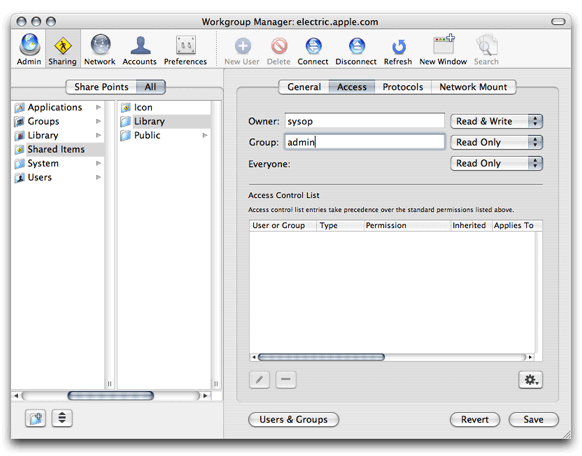 Workgroup Manager: electric.apple.com
Admin Sharing Network Accounts Preferences New User Delete Connect Disconnect Refresh New Window Search
Share Points All
General Access Protocols Network Mount
Applications
Groups
Library
Shared Items
System
Users
Icon
Library
Public
Owner: sysop Read & Write
Group: admin Read Only
Everyone: Read Only
Access Control List
Access control list entries take precedence over the standard permissions listed above.
User or Group Type Permission Inherited Applies To
Users & Groups Revert Save